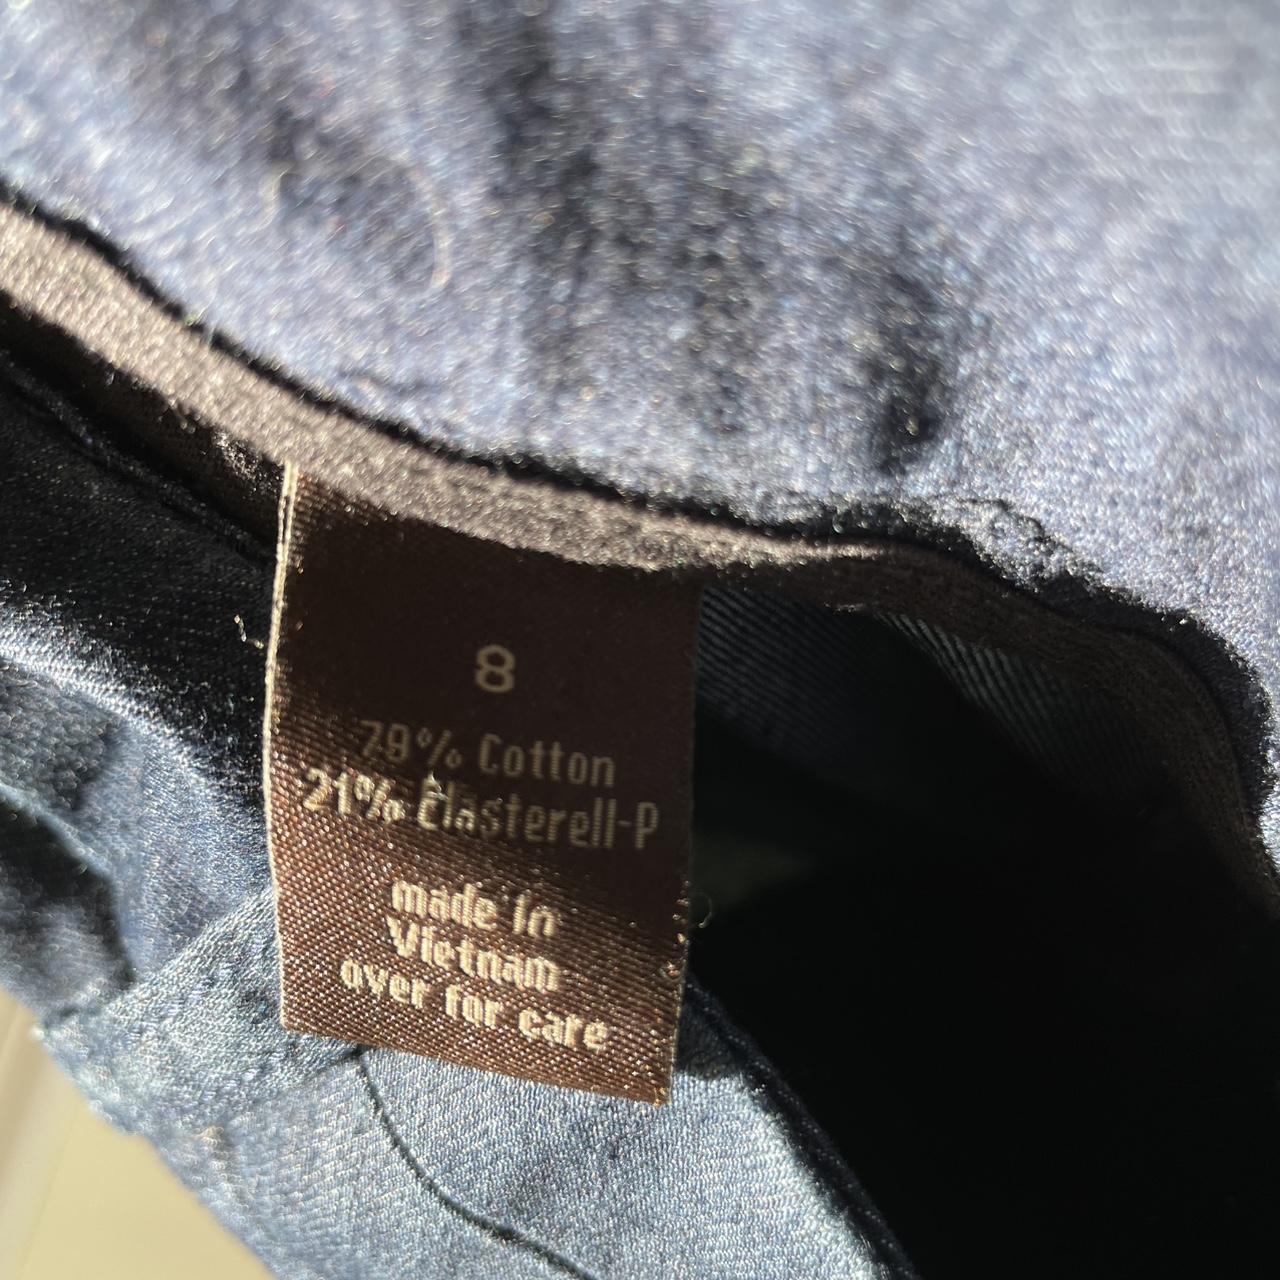 8
79% Cotton
21% Elasterell-P
made in
Vietnam
over for care